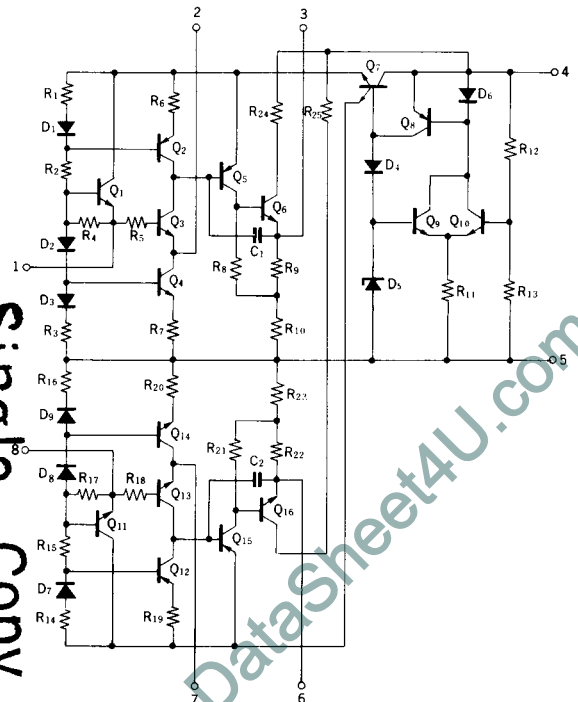 2
3
Q7
4
R1
R6
D6
R24
R25
D1
Q8
Q2
R12
R2
D4
Q1
Q5
Q6
Q3
Q9
Q10
R4
R5
C1
D2
R8
R9
1
D3
Q4
D5
R11
R13
R3
R7
R10
5
R16
R20
R23
D9
Q14
8
R21
R22
D8
R17
R18
C2
Q13
Q16
Q11
R15
Q15
Q12
D7
R14
R19
7
6
Single Copy
DataSheet4U.com